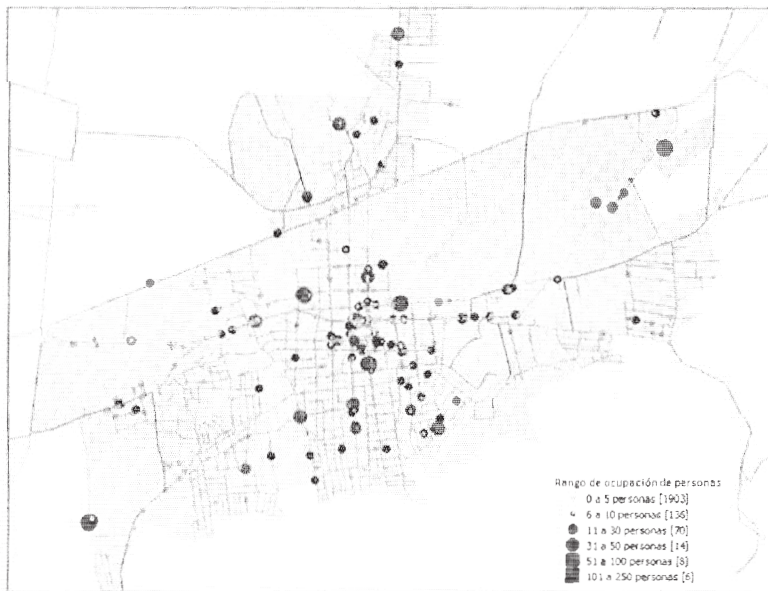 Rango de ocupación de personas
0 a 5 personas [1903]
6 a 10 personas [136]
11 a 30 personas [70]
31 a 50 personas [14]
51 a 100 personas [8]
101 a 250 personas [6]